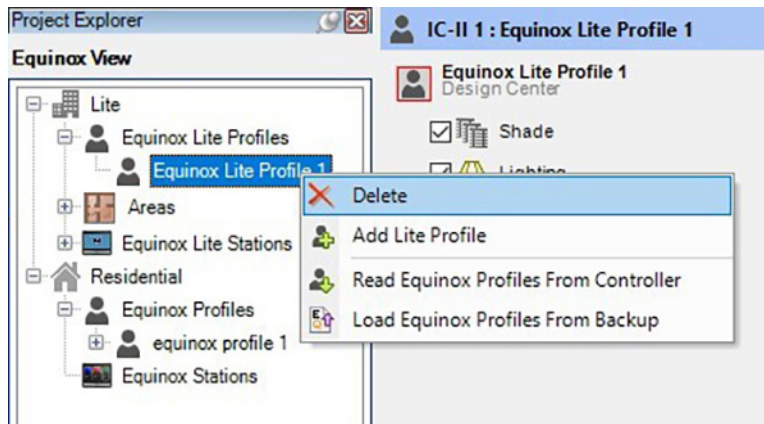 Project Explorer
Equinox View
Lite
Equinox Lite Profiles
Equinox Lite Profile 1
Areas
Equinox Lite Stations
Residential
Equinox Profiles
equinox profile 1
Equinox Stations
IC-II 1 : Equinox Lite Profile 1
Equinox Lite Profile 1
Design Center
Shade
Lighting
Delete
Add Lite Profile
Read Equinox Profiles From Controller
Load Equinox Profiles From Backup